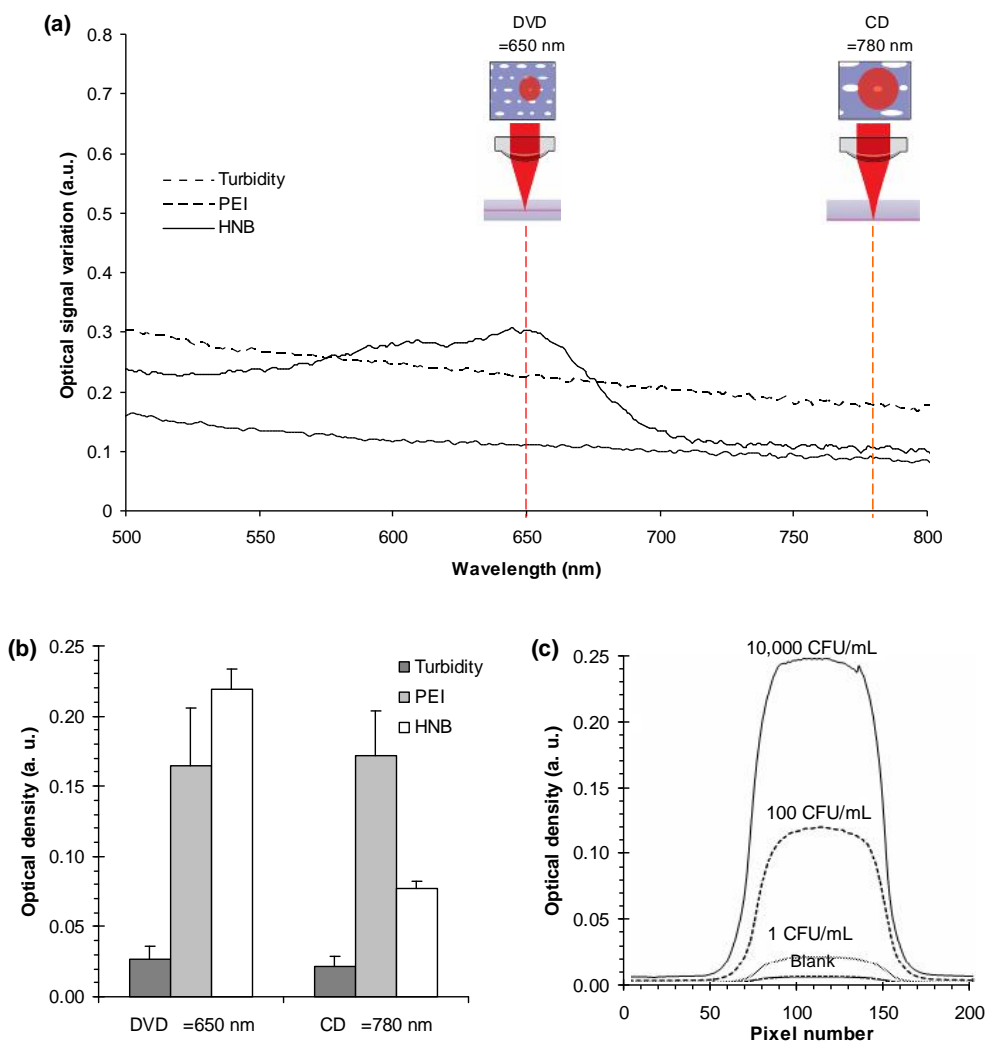 (a)
DVD
=650 nm
CD
=780 nm
0.8
0.7
0.6
0.5
0.4
0.3
0.2
0.1
0
Optical signal variation (a.u.)
Turbidity
PEI
HNB
500 550 600 650 700 750 800
Wavelength (nm)
(b)
0.25
0.20
0.15
0.10
0.05
0.00
Optical density (a. u.)
Turbidity
PEI
HNB
DVD =650 nm CD =780 nm
(c)
0.25
0.20
0.15
0.10
0.05
0.00
Optical density (a. u.)
10,000 CFU/mL
100 CFU/mL
1 CFU/mL
Blank
0 50 100 150 200
Pixel number